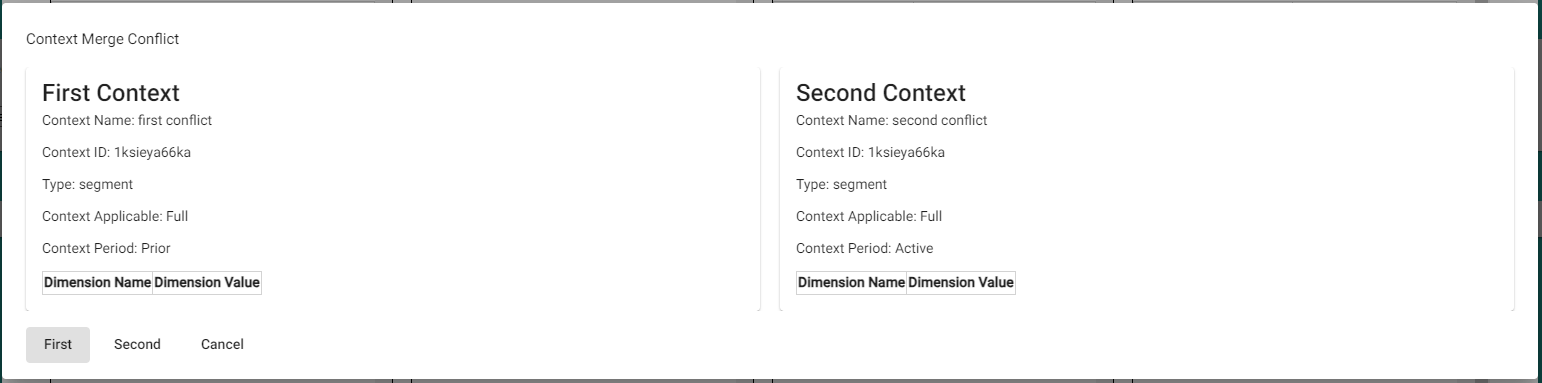 Context Merge Conflict
First Context
Context Name: first conflict
Context ID: 1ksieya66ka
Type: segment
Context Applicable: Full
Context Period: Prior
Dimension Name Dimension Value
Second Context
Context Name: second conflict
Context ID: 1ksieya66ka
Type: segment
Context Applicable: Full
Context Period: Active
Dimension Name Dimension Value
First Second Cancel